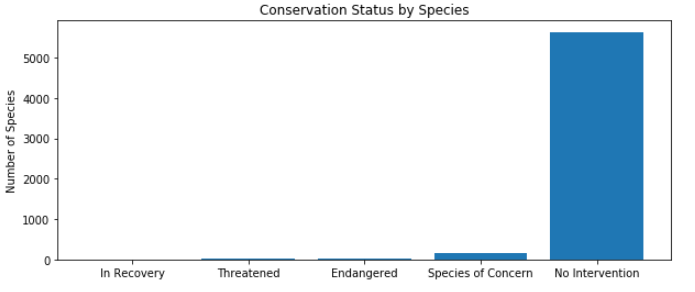 Conservation Status by Species
Number of Species
5000
4000
3000
2000
1000
0
In Recovery
Threatened
Endangered
Species of Concern
No Intervention